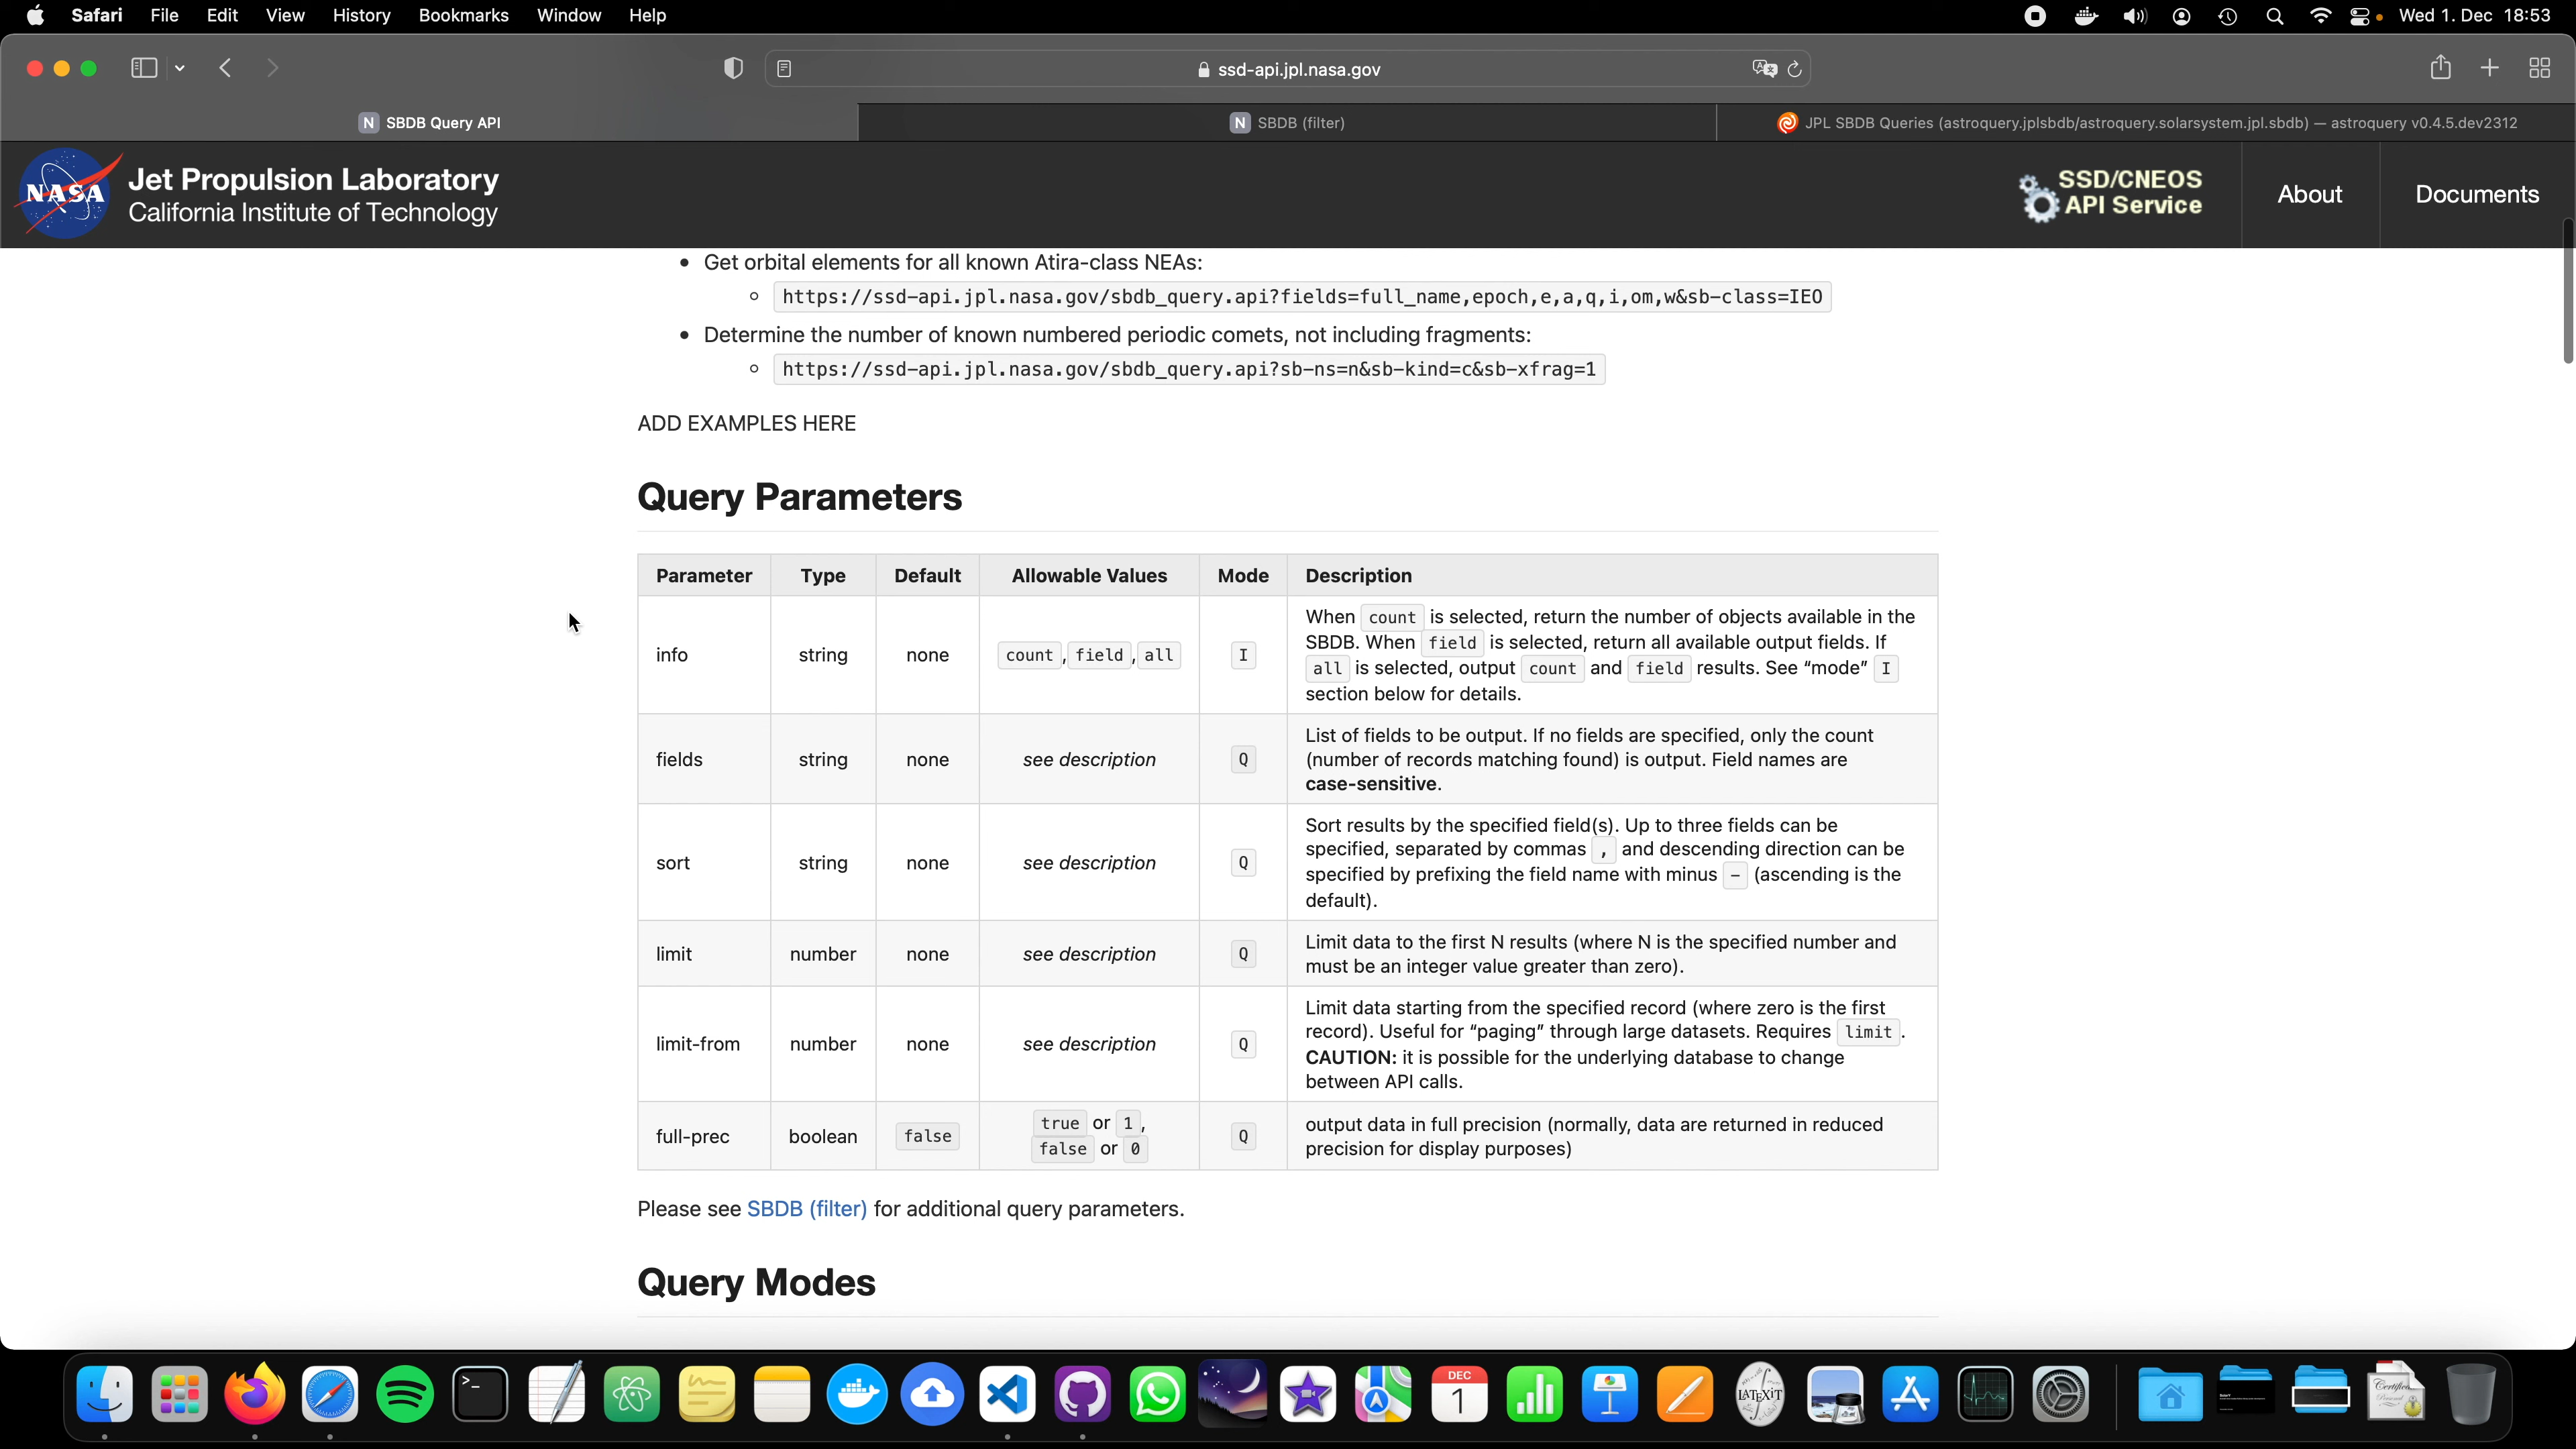 Safari File Edit View History Bookmarks Window Help Wed 1. Dec 18:53
ssd-api.jpl.nasa.gov
N SBDB Query API N SBDB (filter) JPL SBDB Queries (astroquery.jplsbdb/astroquery.solarsystem.jpl.sbdb) — astroquery v0.4.5.dev2312
NASA Jet Propulsion Laboratory
California Institute of Technology
SSD/CNEOS
API Service
About Documents
• Get orbital elements for all known Atira-class NEAs:
https://ssd-api.jpl.nasa.gov/sbdb_query.api?fields=full_name,epoch,e,a,q,i,om,w&sb-class=IEO
• Determine the number of known numbered periodic comets, not including fragments:
https://ssd-api.jpl.nasa.gov/sbdb_query.api?sb-ns=n&sb-kind=c&sb-xfrag=1
ADD EXAMPLES HERE
Query Parameters
Parameter Type Default Allowable Values Mode Description
info string none count , field , all I
When count is selected, return the number of objects available in the
SBDB. When field is selected, return all available output fields. If
all is selected, output count and field results. See “mode” I
section below for details.
fields string none see description Q
List of fields to be output. If no fields are specified, only the count
(number of records matching found) is output. Field names are
case-sensitive.
sort string none see description Q
Sort results by the specified field(s). Up to three fields can be
specified, separated by commas , and descending direction can be
specified by prefixing the field name with minus - (ascending is the
default).
limit number none see description Q
Limit data to the first N results (where N is the specified number and
must be an integer value greater than zero).
limit-from number none see description Q
Limit data starting from the specified record (where zero is the first
record). Useful for “paging” through large datasets. Requires limit .
CAUTION: it is possible for the underlying database to change
between API calls.
full-prec boolean false
true or 1 ,
false or 0
Q
output data in full precision (normally, data are returned in reduced
precision for display purposes)
Please see SBDB (filter) for additional query parameters.
Query Modes
DEC
1
LATEXiT